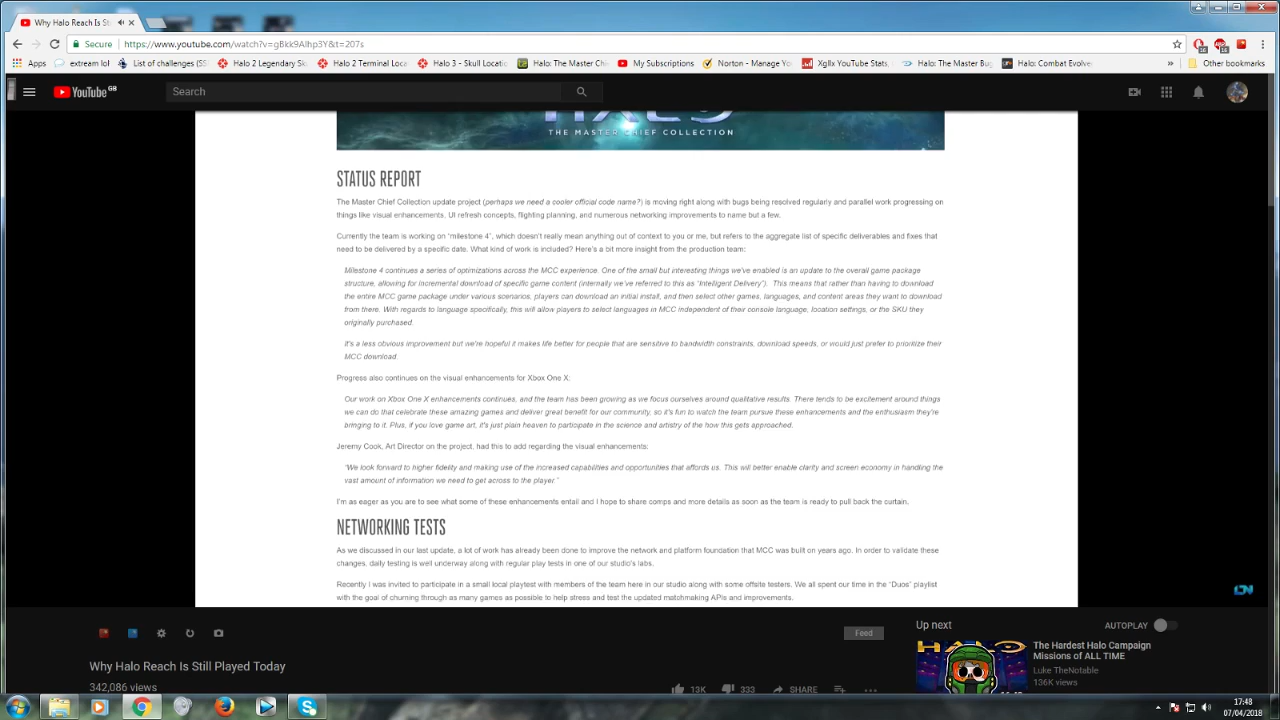 Why Halo Reach Is St
Secure
https://www.youtube.com/watch?v=gBkk9AIhp3Y&t=207s
Apps
extream lol
List of challenges (SS
Halo 2 Legendary Sk
Halo 2 Terminal Loca
Halo 3 - Skull Locatio
Halo: The Master Chie
My Subscriptions
Norton - Manage Yo
Xgllx YouTube Stats,
Halo: The Master Bug
Halo: Combat Evolve
»
Other bookmarks
YouTube GB
Search
THE MASTER CHIEF COLLECTION
STATUS REPORT
The Master Chief Collection update project (perhaps we need a cooler official code name?) is moving right along with bugs being resolved regularly and parallel work progressing on
things like visual enhancements, UI refresh concepts, flighting planning, and numerous networking improvements to name but a few.
Currently the team is working on "milestone 4", which doesn't really mean anything out of context to you or me, but refers to the aggregate list of specific deliverables and fixes that
need to be delivered by a specific date. What kind of work is included? Here's a bit more insight from the production team:
Milestone 4 continues a series of optimizations across the MCC experience. One of the small but interesting things we've enabled is an update to the overall game package
structure, allowing for incremental download of specific game content (internally we've referred to this as "Intelligent Delivery"). This means that rather than having to download
the entire MCC game package under various scenarios, players can download an initial install, and then select other games, languages, and content areas they want to download
from there. With regards to language specifically, this will allow players to select languages in MCC independent of their console language, location settings, or the SKU they
originally purchased.
It's a less obvious improvement but we're hopeful it makes life better for people that are sensitive to bandwidth constraints, download speeds, or would just prefer to prioritize their
MCC download.
Progress also continues on the visual enhancements for Xbox One X:
Our work on Xbox One X enhancements continues, and the team has been growing as we focus ourselves around qualitative results. There tends to be excitement around things
we can do that celebrate these amazing games and deliver great benefit for our community, so it's fun to watch the team pursue these enhancements and the enthusiasm they're
bringing to it. Plus, if you love game art, it's just plain heaven to participate in the science and artistry of the how this gets approached.
Jeremy Cook, Art Director on the project, had this to add regarding the visual enhancements:
"We look forward to higher fidelity and making use of the increased capabilities and opportunities that affords us. This will better enable clarity and screen economy in handling the
vast amount of information we need to get across to the player."
I'm as eager as you are to see what some of these enhancements entail and I hope to share comps and more details as soon as the team is ready to pull back the curtain.
NETWORKING TESTS
As we discussed in our last update, a lot of work has already been done to improve the network and platform foundation that MCC was built on years ago. In order to validate these
changes, daily testing is well underway along with regular play tests in one of our studio's labs.
Recently I was invited to participate in a small local playtest with members of the team here in our studio along with some offsite testers. We all spent our time in the "Duos" playlist
with the goal of churning through as many games as possible to help stress and test the updated matchmaking APIs and improvements.
Feed
Up next
AUTOPLAY
Why Halo Reach Is Still Played Today
342,086 views
13K
333
SHARE
The Hardest Halo Campaign
Missions of ALL TIME
Luke TheNotable
136K views
17:48
07/04/2018